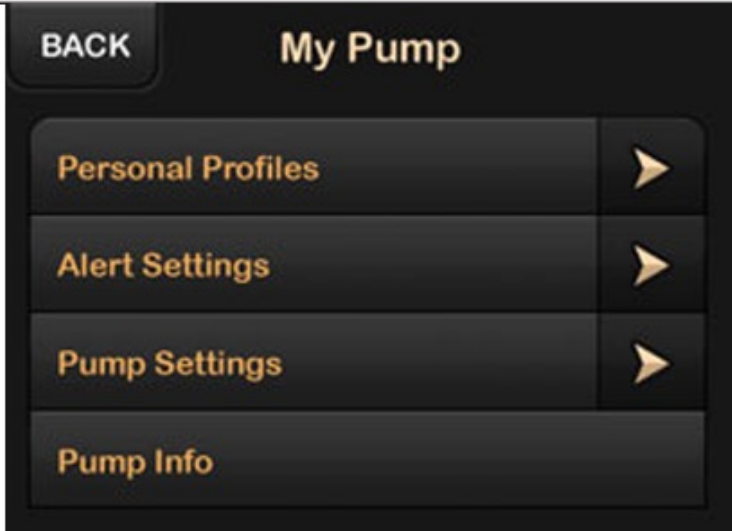 BACK
My Pump
Personal Profiles
Alert Settings
Pump Settings
Pump Info